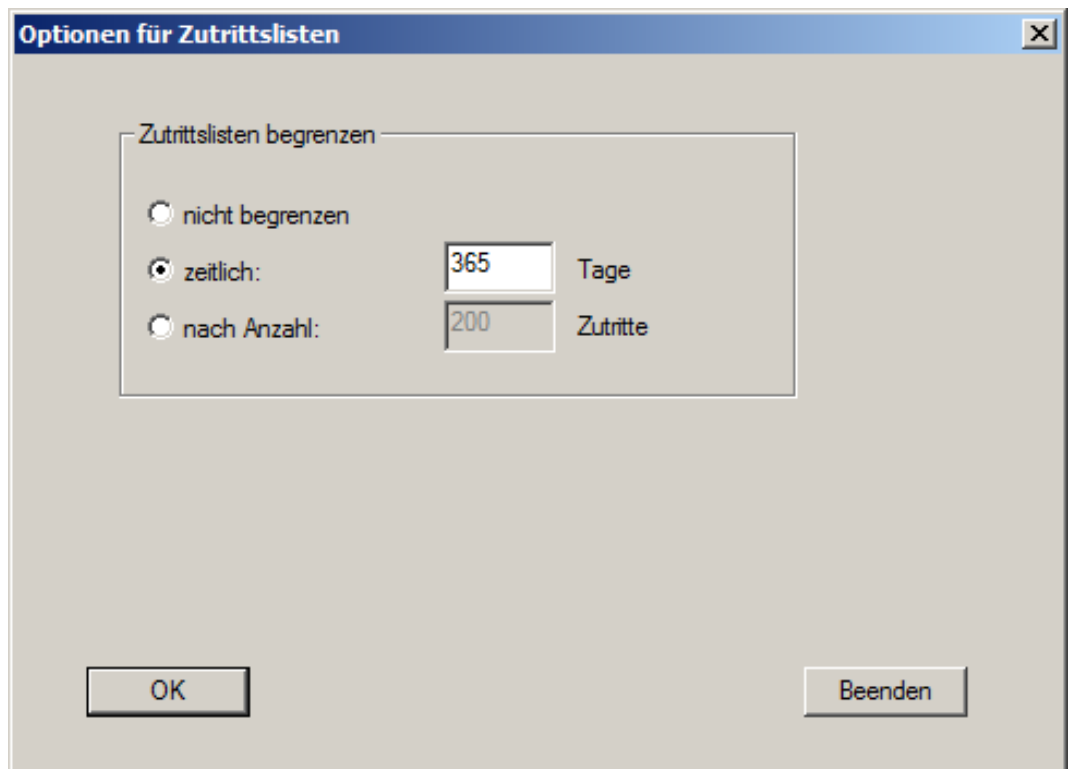 Optionen für Zutrittslisten
Zutrittslisten begrenzen
nicht begrenzen
zeitlich: 365 Tage
nach Anzahl: 200 Zutritte
OK Beenden